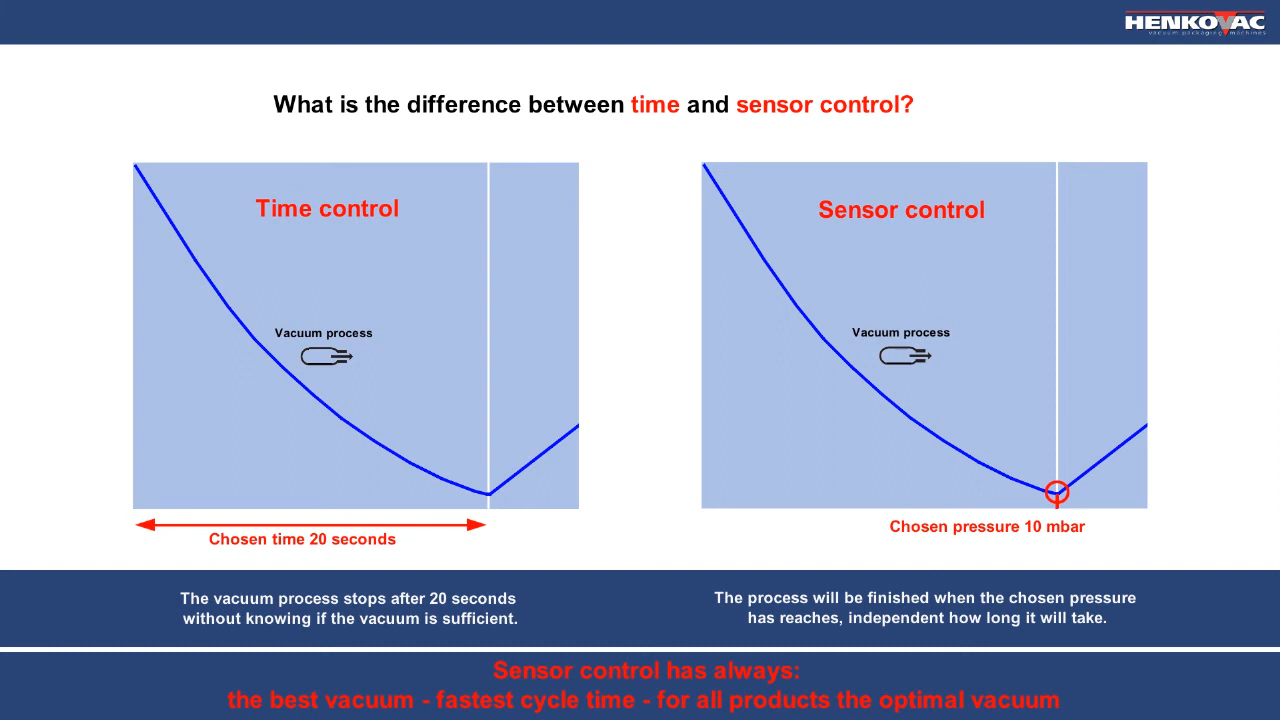 HENKOVAC
vacuum packaging machines
What is the difference between time and sensor control?
Time control
Vacuum process
Chosen time 20 seconds
Sensor control
Vacuum process
Chosen pressure 10 mbar
The vacuum process stops after 20 seconds
without knowing if the vacuum is sufficient.
The process will be finished when the chosen pressure
has reaches, independent how long it will take.
Sensor control has always:
the best vacuum - fastest cycle time - for all products the optimal vacuum